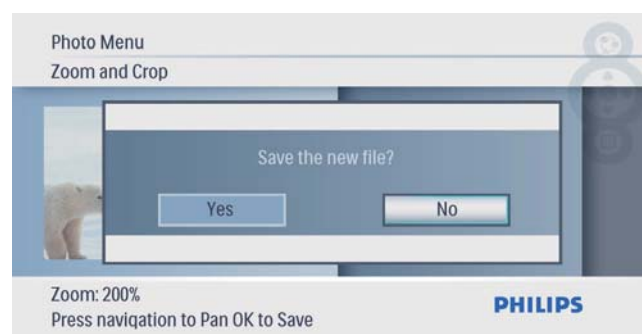 Photo Menu
Zoom and Crop
Save the new file?
Yes
No
Zoom: 200%
Press navigation to Pan OK to Save
PHILIPS